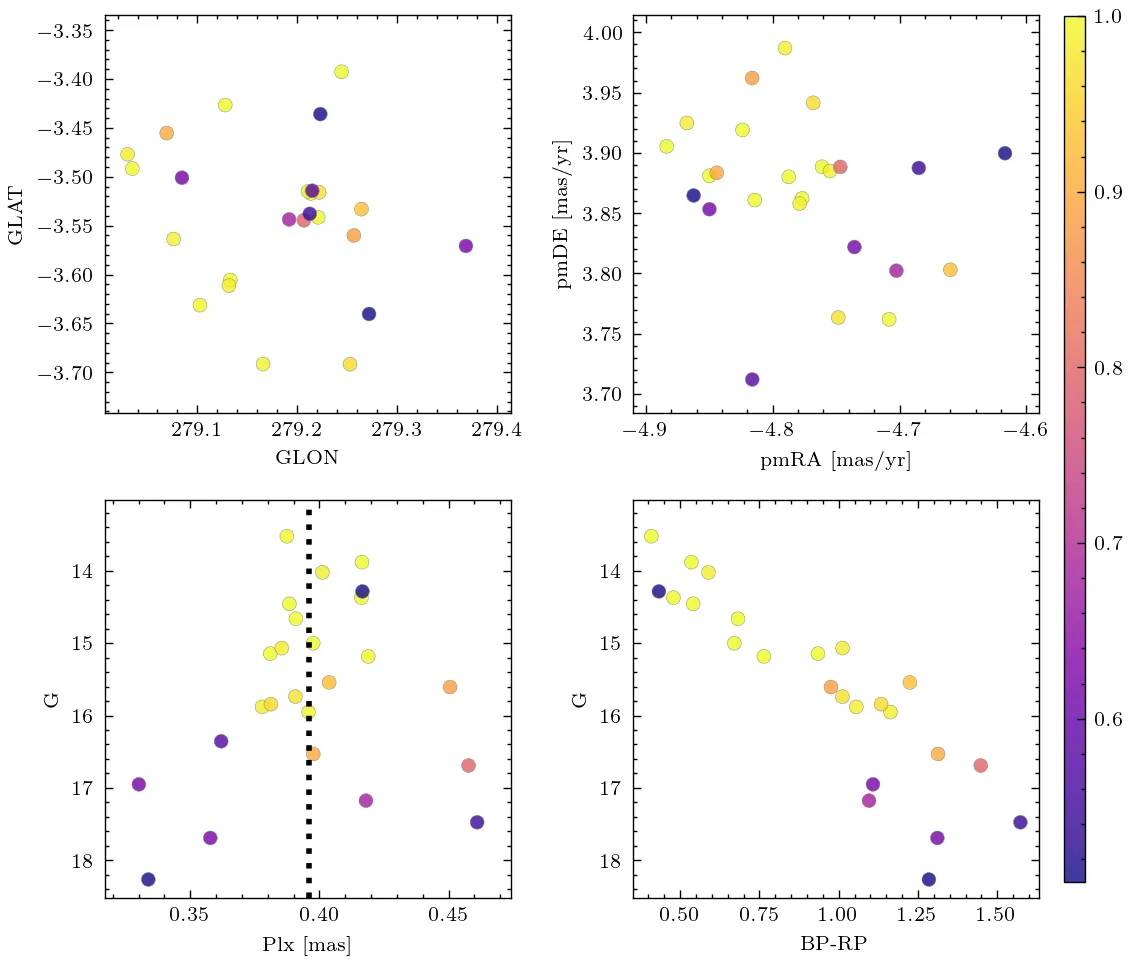 −3.35
−3.40
−3.45
−3.50
−3.55
−3.60
−3.65
−3.70
GLAT
279.1 279.2 279.3 279.4
GLON
4.00
3.95
3.90
3.85
3.80
3.75
3.70
pmDE [mas/yr]
−4.9 −4.8 −4.7 −4.6
pmRA [mas/yr]
14
15
16
17
18
G
0.35 0.40 0.45
Plx [mas]
14
15
16
17
18
G
0.50 0.75 1.00 1.25 1.50
BP-RP
1.0
0.9
0.8
0.7
0.6